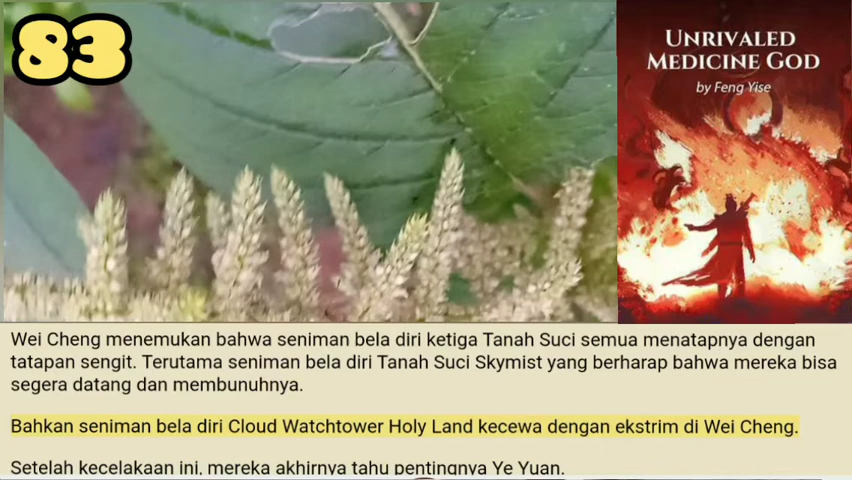 83
UNRIVALED
MEDICINE GOD
by Feng Yise
Wei Cheng menemukan bahwa seniman bela diri ketiga Tanah Suci semua menatapnya dengan
tatapan sengit. Terutama seniman bela diri Tanah Suci Skymist yang berharap bahwa mereka bisa
segera datang dan membunuhnya.
Bahkan seniman bela diri Cloud Watchtower Holy Land kecewa dengan ekstrim di Wei Cheng.
Setelah kecelakaan ini, mereka akhirnya tahu pentingnya Ye Yuan.